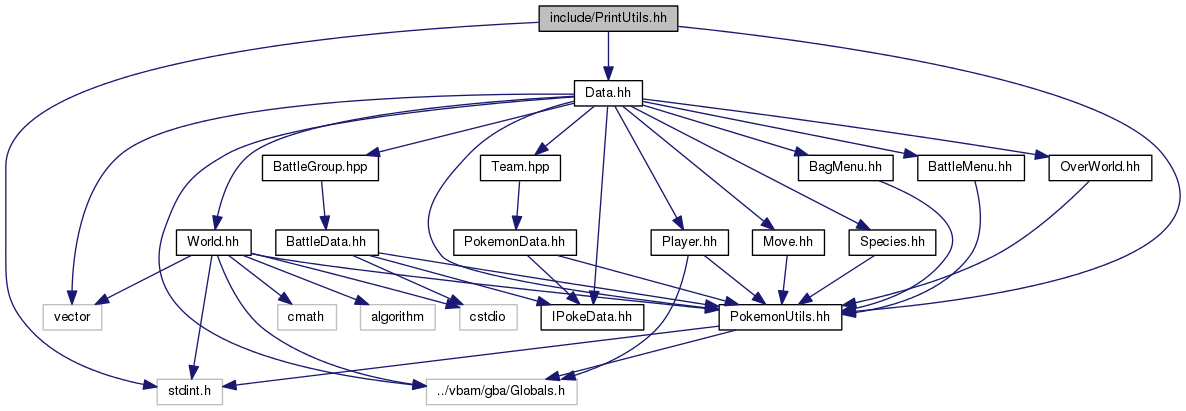 include/PrintUtils.hh
Data.hh
BattleGroup.hpp
Team.hpp
BagMenu.hh
BattleMenu.hh
OverWorld.hh
World.hh
BattleData.hh
PokemonData.hh
Player.hh
Move.hh
Species.hh
vector
cmath
algorithm
cstdio
IPokeData.hh
PokemonUtils.hh
stdint.h
../vbam/gba/Globals.h